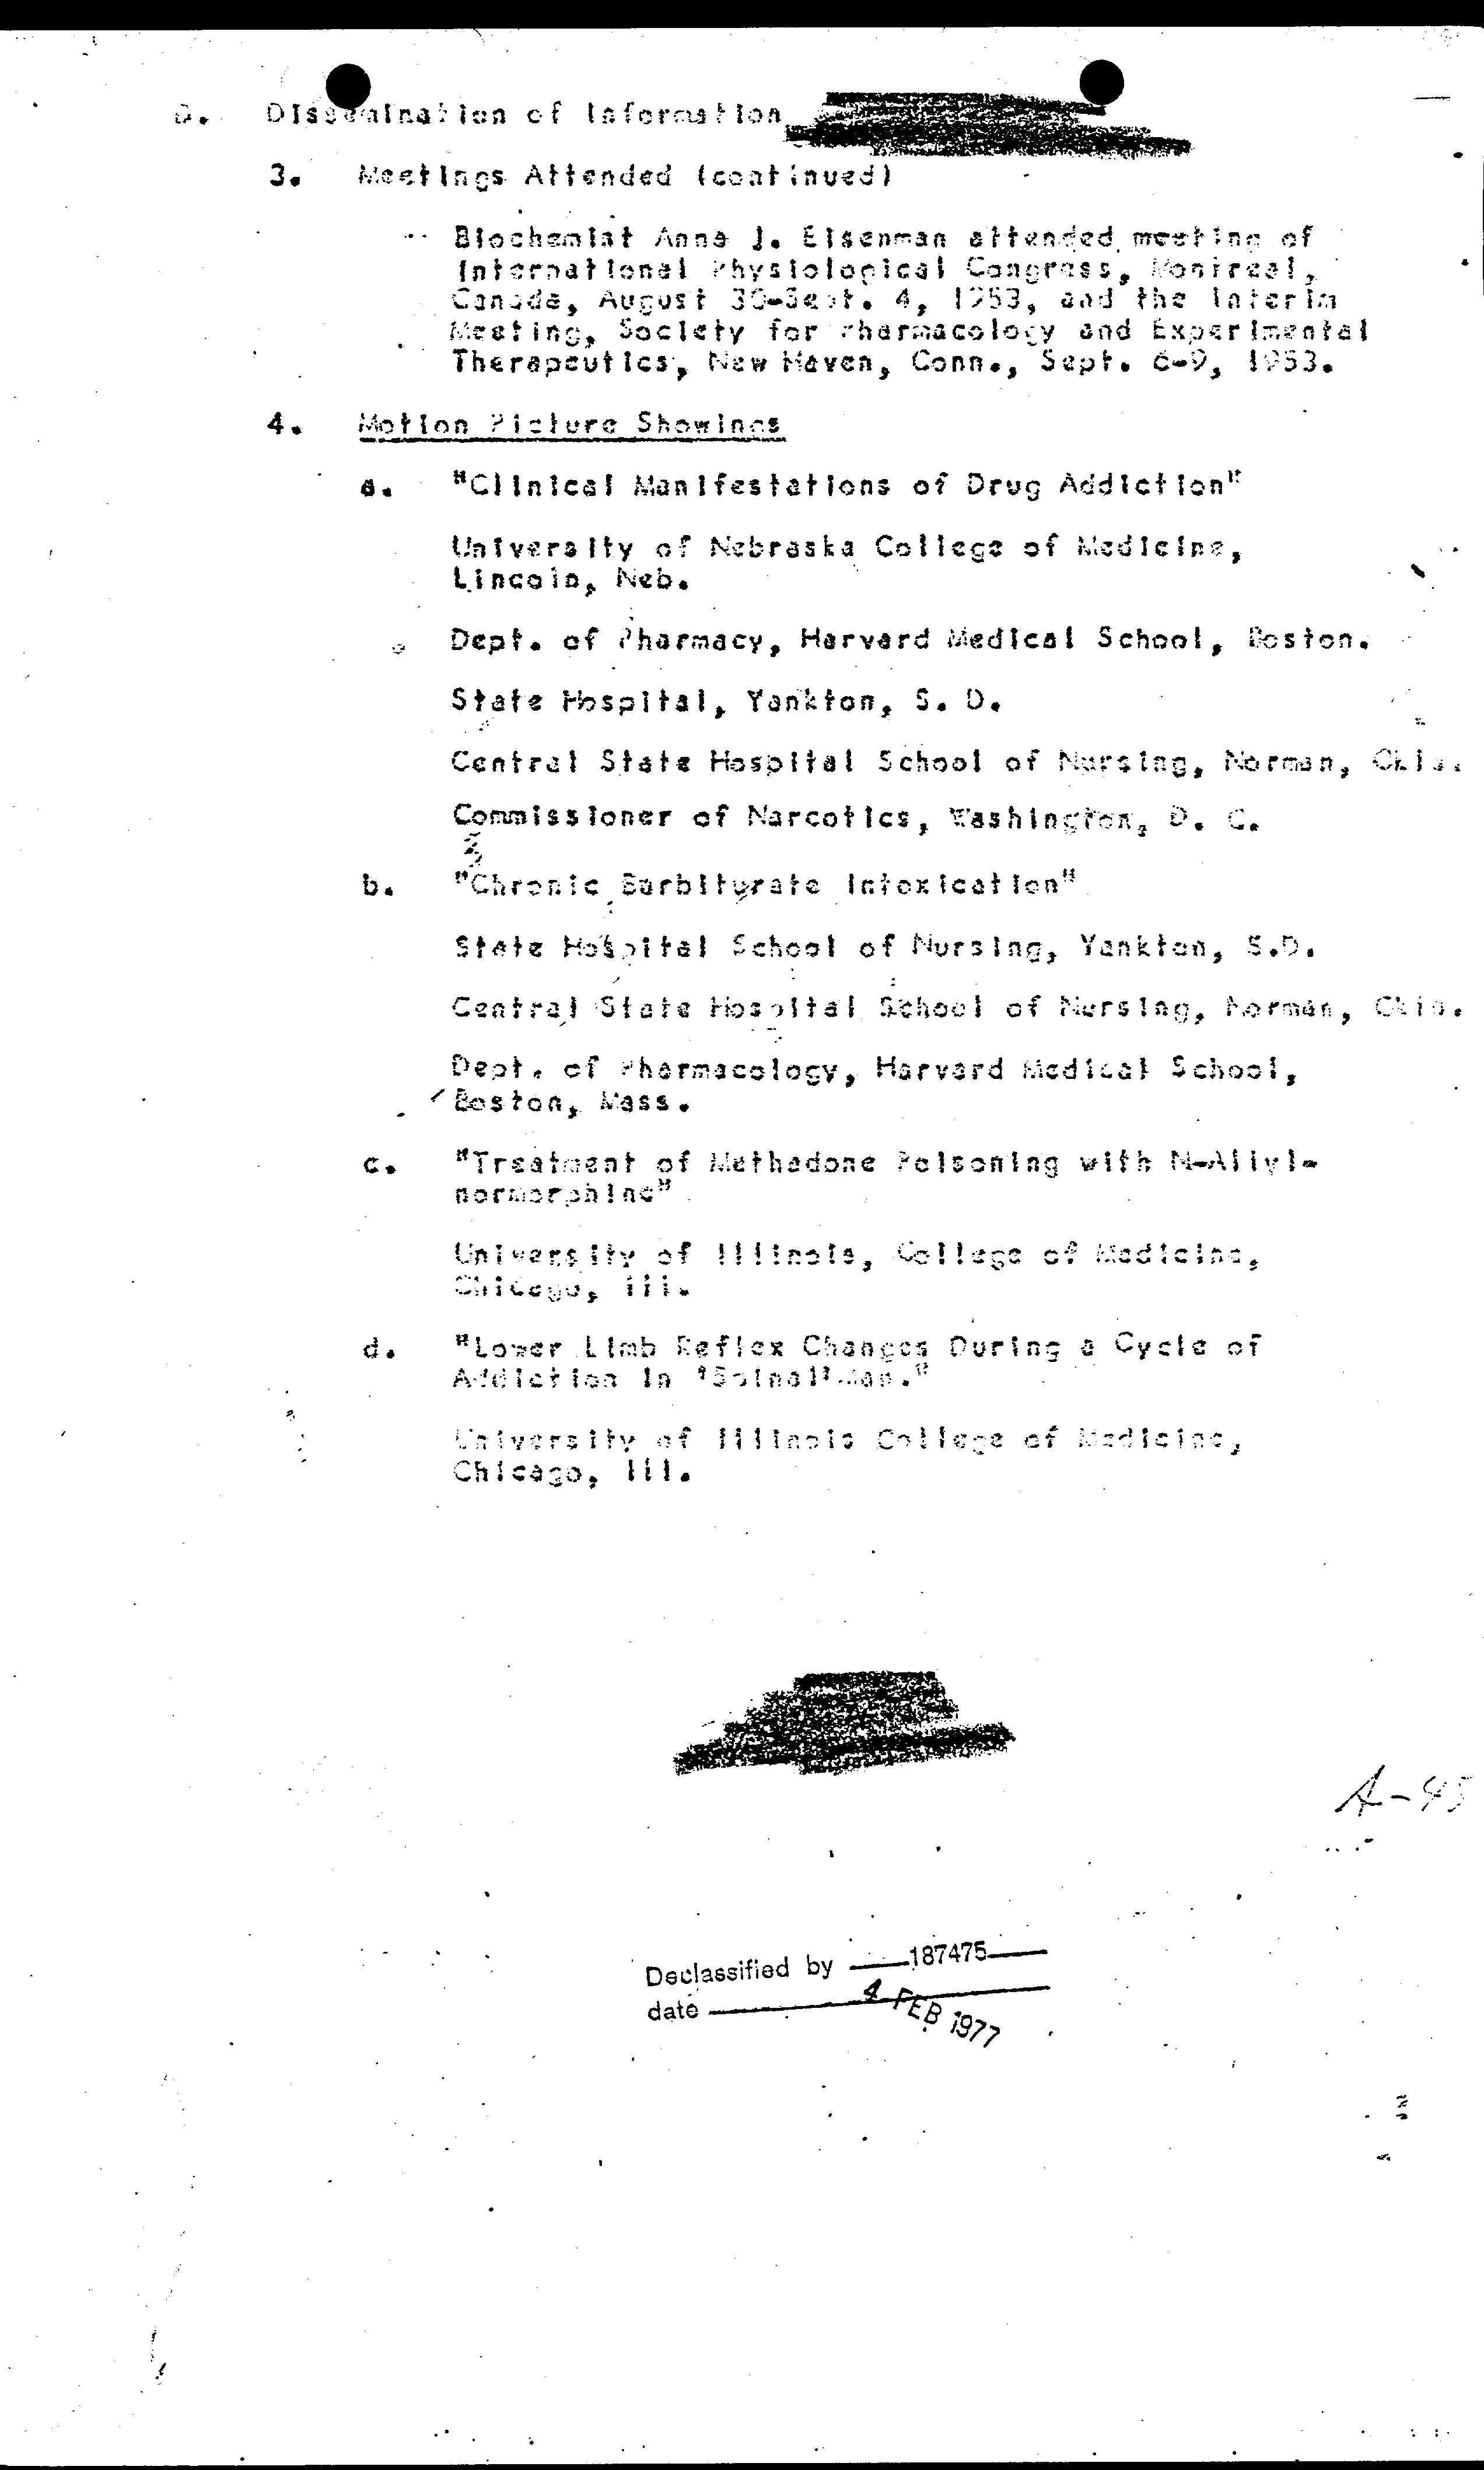 D. Dissemination of Information
3. Meetings Attended (continued)
Biochemist Anna J. Eisenman attended meeting of
International Physiological Congress, Montreal,
Canada, August 30-Sept. 4, 1953, and the Interim
Meeting, Society for Pharmacology and Experimental
Therapeutics, New Haven, Conn., Sept. 6-9, 1953.
4. Motion Picture Showings
a. "Clinical Manifestations of Drug Addiction"
University of Nebraska College of Medicine,
Lincoln, Neb.
Dept. of Pharmacy, Harvard Medical School, Boston.
State Hospital, Yankton, S. D.
Central State Hospital School of Nursing, Norman, Okla.
Commissioner of Narcotics, Washington, D. C.
b. "Chronic Barbiturate Intoxication"
State Hospital School of Nursing, Yankton, S.D.
Central State Hospital School of Nursing, Norman, Okla.
Dept. of Pharmacology, Harvard Medical School,
Boston, Mass.
c. "Treatment of Methadone Poisoning with N-Allyl-
normorphine"
University of Illinois, College of Medicine,
Chicago, Ill.
d. "Lower Limb Reflex Changes During a Cycle of
Addiction in 'Spinal' Man."
University of Illinois College of Medicine,
Chicago, Ill.
A-45
Declassified by 187475
date 4 FEB 1977